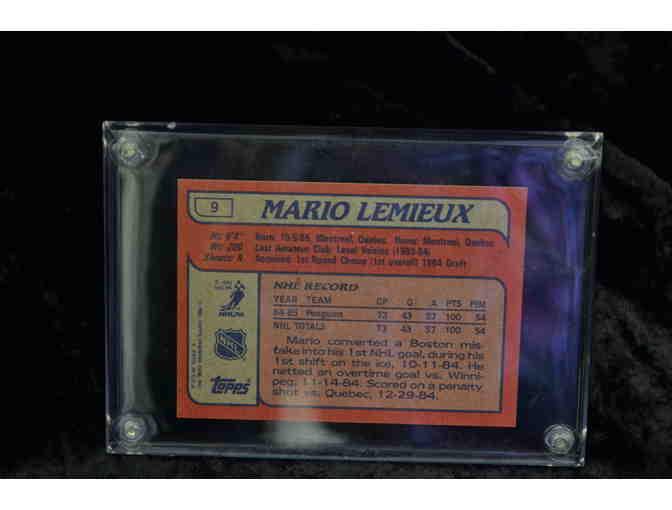 9
MARIO LEMIEUX
Ht: 6'4" Born: 10-5-65, Montreal, Quebec Home: Montreal, Quebec
Wt: 200 Last Amateur Club: Laval Voisins (1983-84)
Shoots: R Acquired: 1st Round Choice (1st overall) 1984 Draft
NHL RECORD
YEAR TEAM GP G A PTS PIM
84-85 Penguins 73 43 57 100 54
NHL TOTALS 73 43 57 100 54
Mario converted a Boston mis-
take into his 1st NHL goal, during his
1st shift on the ice, 10-11-84. He
netted an overtime goal vs. Winni-
peg, 11-14-84. Scored on a penalty
shot vs. Quebec, 12-29-84.
NHLPA
NHL
Topps